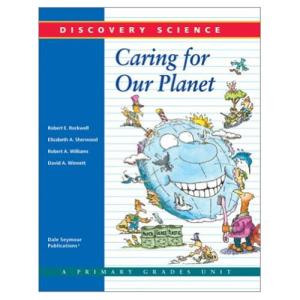 DISCOVERY SCIENCE
Caring for
Our Planet
Robert E. Rockwell
Elizabeth A. Sherwood
Robert A. Williams
David A. Winnett
Dale Seymour
Publications®
A PRIMARY GRADES UNIT